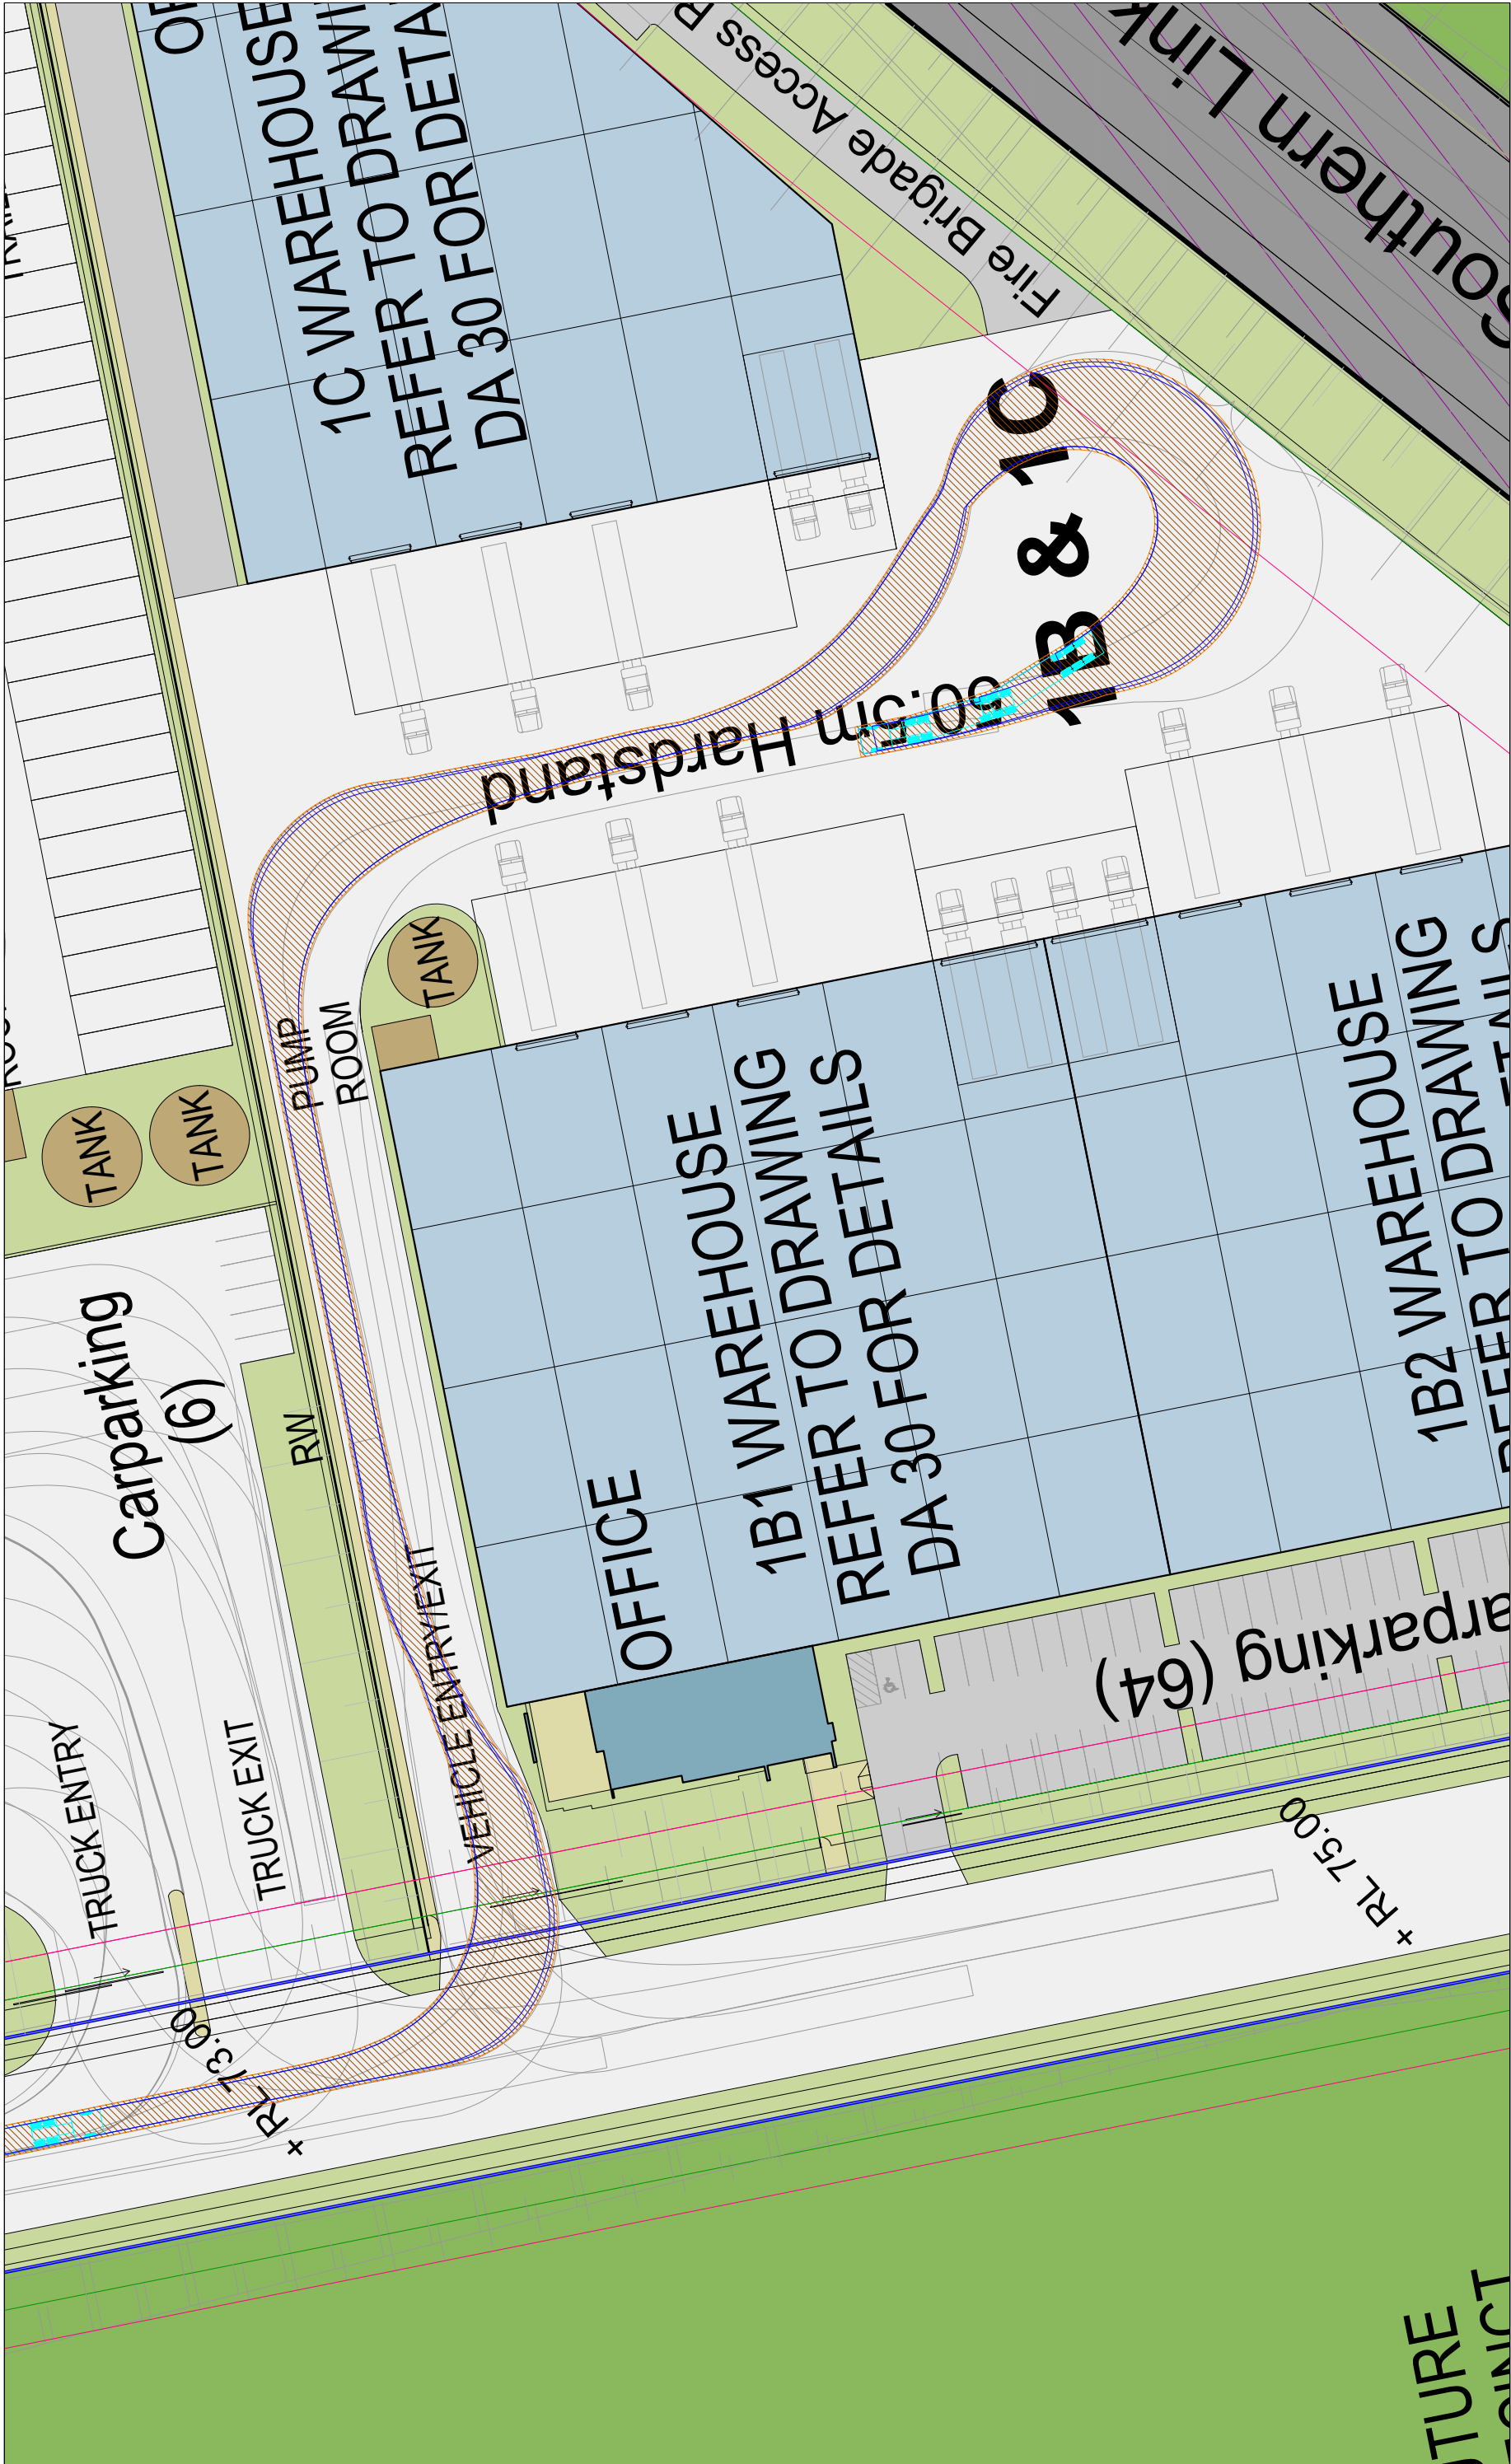 1C WAREHOUSE
REFER TO DRAWI
DA 30 FOR DETA
Fire Brigade Access R
Southern Link
1B & 1C
50.5m Hardstand
TANK
PUMP
ROOM
TANK
TANK
Carparking
(6)
RW
OFFICE
1B1 WAREHOUSE
REFER TO DRAWING
DA 30 FOR DETAILS
1B2 WAREHOUSE
REFER TO DRAWING
VEHICLE ENTRY/EXIT
TRUCK ENTRY
TRUCK EXIT
arparking (64)
+ RL 75.00
+ RL 73.00
UTURE